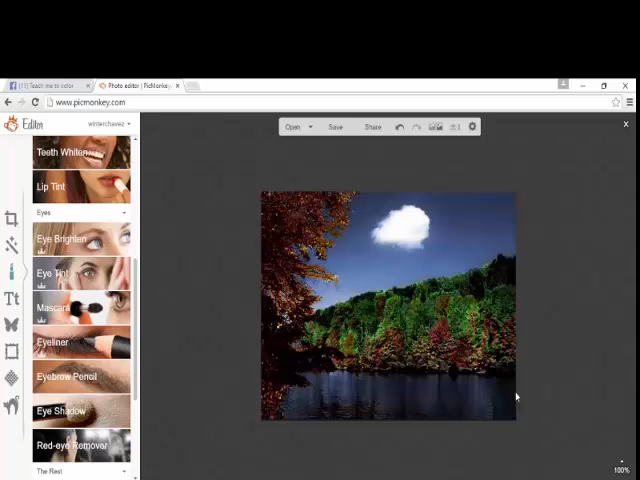 (1) Teach me to color
Photo editor | PicMonkey
www.picmonkey.com
Editor
winterchavez
Open
Save
Share
Teeth Whiten
Lip Tint
Eyes
Eye Brighten
Eye Tint
Mascara
Eyeliner
Eyebrow Pencil
Eye Shadow
Red-eye Remover
The Rest
Tt
100%